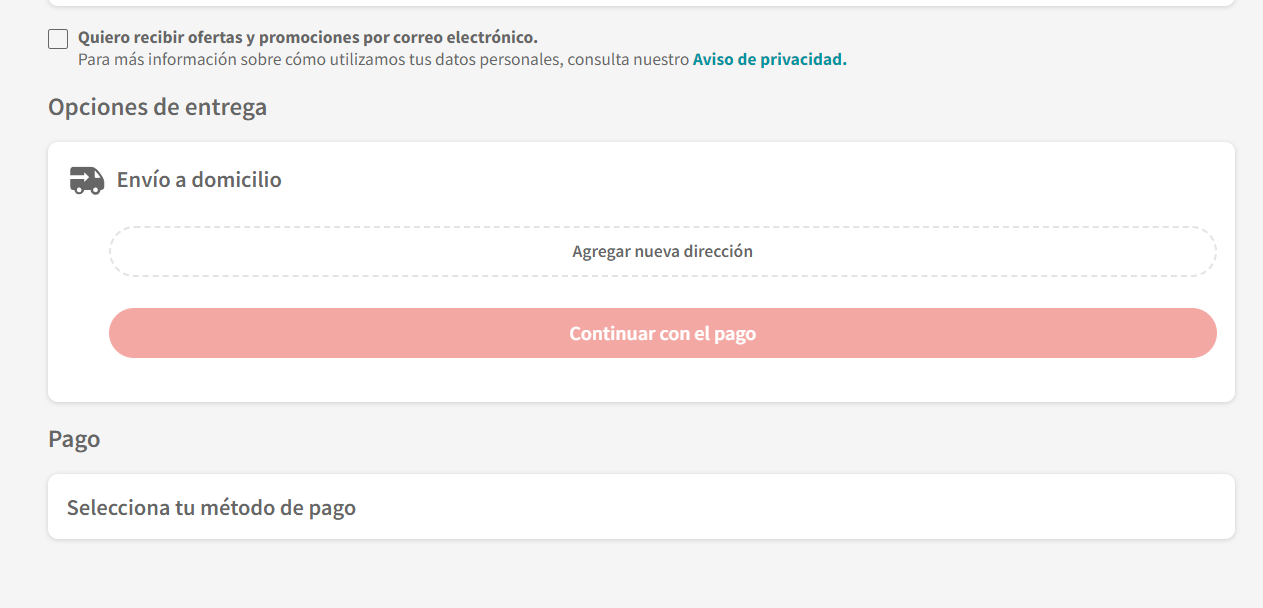 Quiero recibir ofertas y promociones por correo electrónico.
Para más información sobre cómo utilizamos tus datos personales, consulta nuestro Aviso de privacidad.
Opciones de entrega
Envío a domicilio
Agregar nueva dirección
Continuar con el pago
Pago
Selecciona tu método de pago